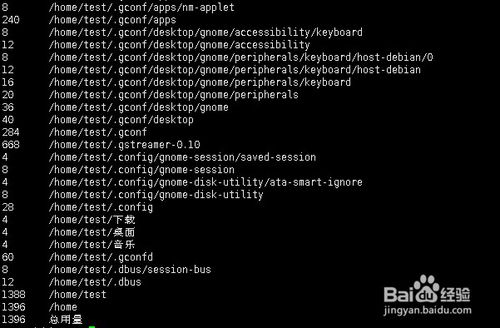 8 /home/test/.gconf/apps/nm-applet
240 /home/test/.gconf/apps
8 /home/test/.gconf/desktop/gnome/accessibility/keyboard
12 /home/test/.gconf/desktop/gnome/accessibility
8 /home/test/.gconf/desktop/gnome/peripherals/keyboard/host-debian/0
12 /home/test/.gconf/desktop/gnome/peripherals/keyboard/host-debian
16 /home/test/.gconf/desktop/gnome/peripherals/keyboard
20 /home/test/.gconf/desktop/gnome/peripherals
36 /home/test/.gconf/desktop/gnome
40 /home/test/.gconf/desktop
284 /home/test/.gconf
668 /home/test/.gstreamer-0.10
4 /home/test/.config/gnome-session/saved-session
8 /home/test/.config/gnome-session
4 /home/test/.config/gnome-disk-utility/ata-smart-ignore
8 /home/test/.config/gnome-disk-utility
28 /home/test/.config
4 /home/test/下载
4 /home/test/桌面
4 /home/test/音乐
60 /home/test/.gconfd
8 /home/test/.dbus/session-bus
12 /home/test/.dbus
1388 /home/test
1396 /home
1396 总用量
Baidu经验
jingyan.baidu.com